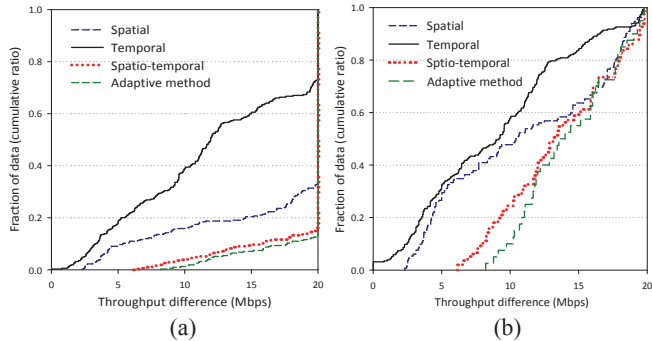 Fraction of data (cumulative ratio)
1.0
0.8
0.6
0.4
0.2
0.0
Spatial
Temporal
Spatio-temporal
Adaptive method
0
5
10
15
20
Throughput difference (Mbps)
(a)
Fraction of data (cumulative ratio)
1.0
0.8
0.6
0.4
0.2
0.0
Spatial
Temporal
Sptio-temporal
Adaptive method
0
5
10
15
20
Throughput difference (Mbps)
(b)